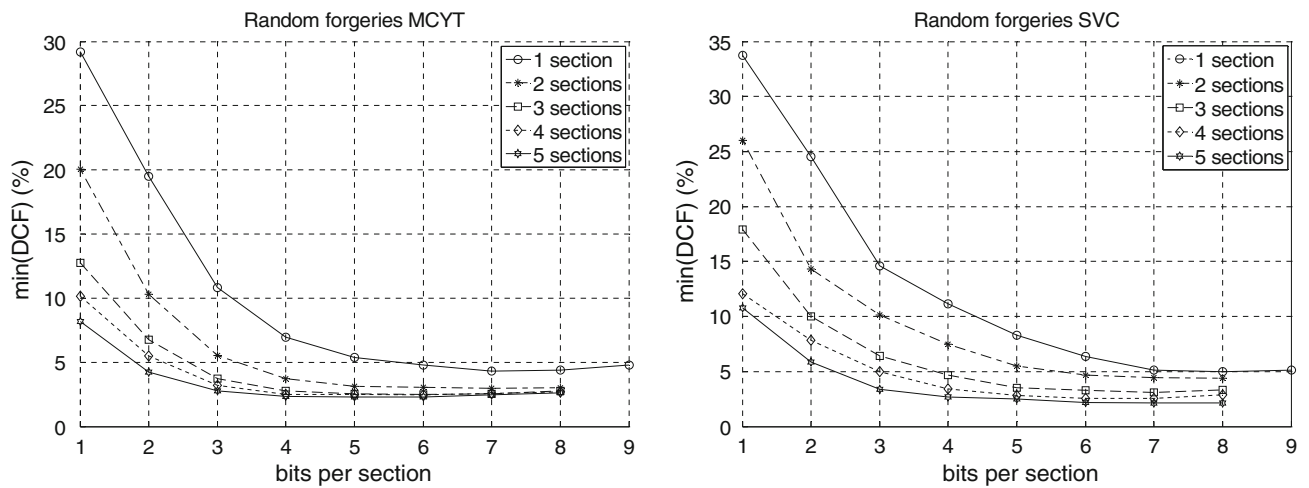 Random forgeries MCYT
30
25
20
15
10
5
0
min(DCF) (%)
1 2 3 4 5 6 7 8 9
bits per section
1 section
2 sections
3 sections
4 sections
5 sections
Random forgeries SVC
35
30
25
20
15
10
5
0
min(DCF) (%)
1 2 3 4 5 6 7 8 9
bits per section
1 section
2 sections
3 sections
4 sections
5 sections